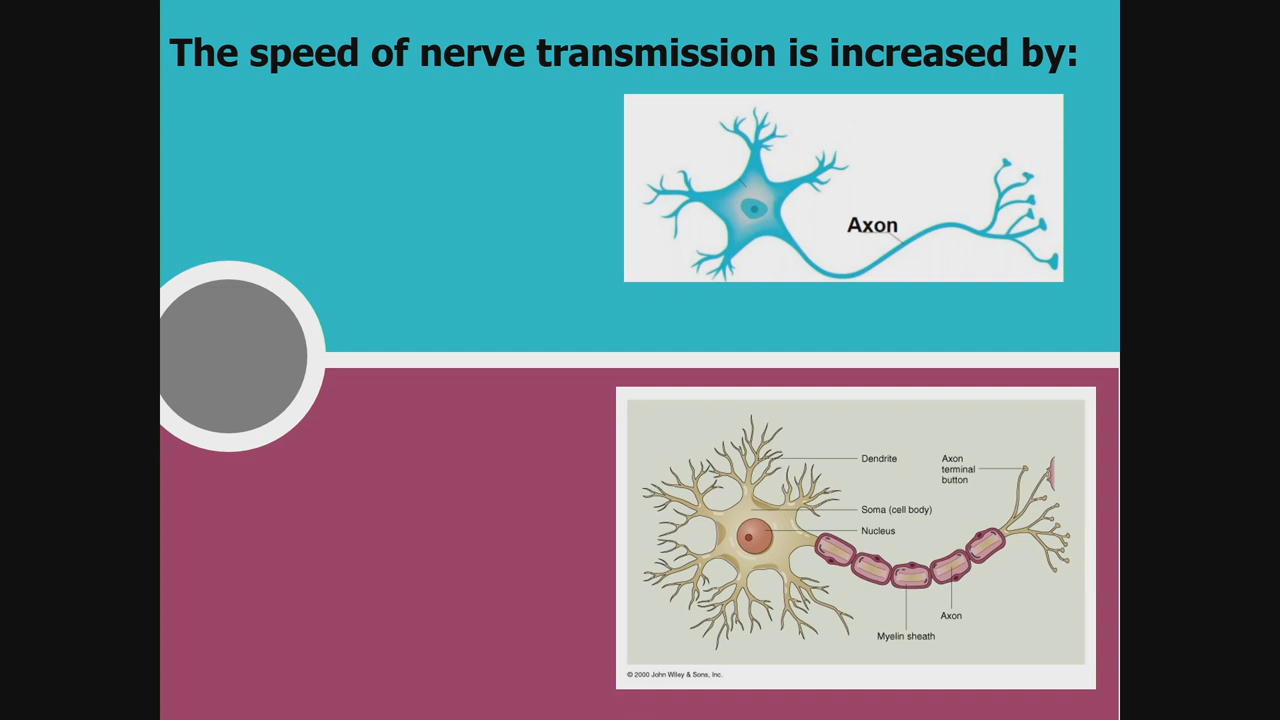 The speed of nerve transmission is increased by:
Axon
Dendrite
Axon
terminal
button
Soma (cell body)
Nucleus
Axon
Myelin sheath
© 2000 John Wiley & Sons, Inc.